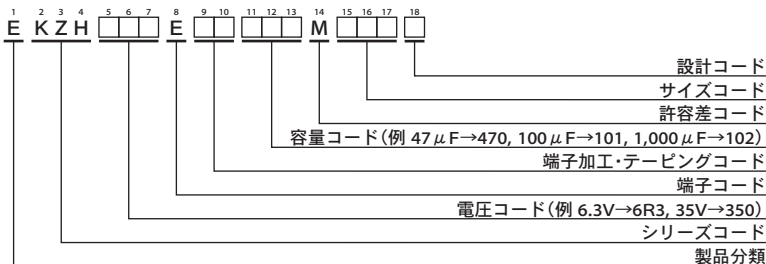 1 2 3 4 5 6 7 8 9 10 11 12 13 14 15 16 17 18
E KZH□□□ E □□ □□□ M □□□ □
設計コード
サイズコード
許容差コード
容量コード(例 47μF→470, 100μF→101, 1,000μF→102)
端子加工・テーピングコード
端子コード
電圧コード(例 6.3V→6R3, 35V→350)
シリーズコード
製品分類